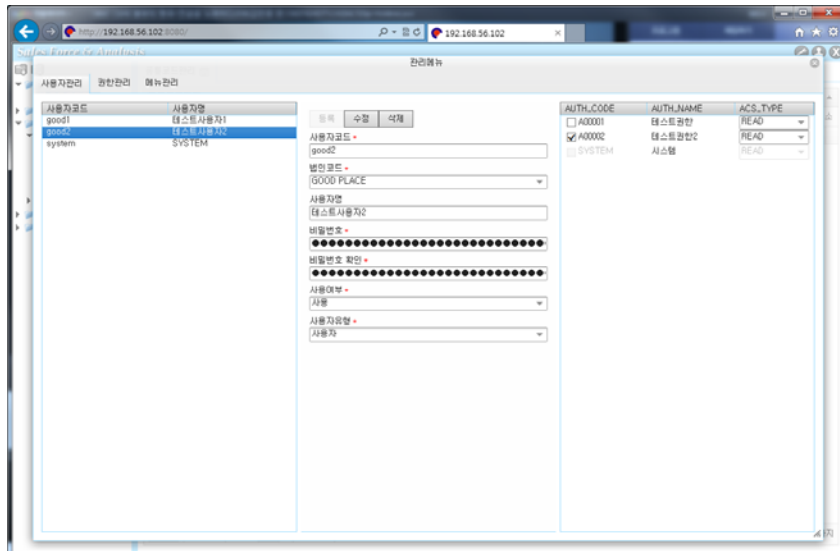 http://192.168.56.102:8080/
192.168.56.102
관리메뉴
사용자관리 권한관리 메뉴관리
사용자코드 사용자명
good1 테스트사용자1
good2 테스트사용자2
system SYSTEM
등록 수정 삭제
사용자코드 *
good2
법인코드 *
GOOD PLACE
사용자명
테스트사용자2
비밀번호 *
비밀번호 확인 *
사용여부 *
사용
사용자유형 *
사용자
AUTH_CODE AUTH_NAME ACS_TYPE
A00001 테스트권한 READ
A00002 테스트권한2 READ
SYSTEM 시스템 READ